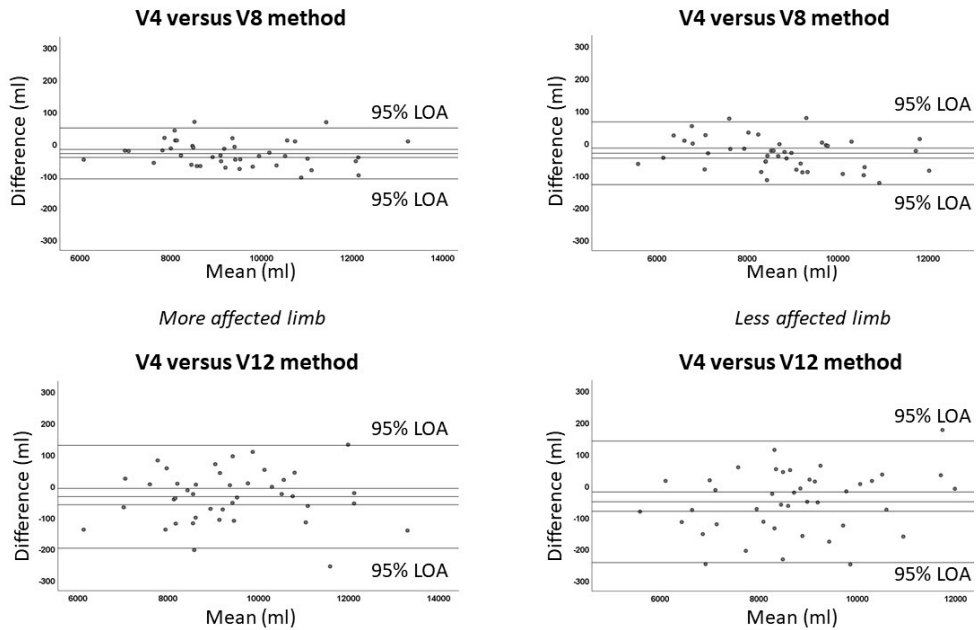 V4 versus V8 method
300
200
100
0
-100
-200
-300
Difference (ml)
95% LOA
95% LOA
6000 8000 10000 12000 14000
Mean (ml)
V4 versus V8 method
300
200
100
0
-100
-200
-300
Difference (ml)
95% LOA
95% LOA
6000 8000 10000 12000
Mean (ml)
More affected limb
Less affected limb
V4 versus V12 method
300
200
100
0
-100
-200
-300
Difference (ml)
95% LOA
95% LOA
6000 8000 10000 12000 14000
Mean (ml)
V4 versus V12 method
300
200
100
0
-100
-200
-300
Difference (ml)
95% LOA
95% LOA
6000 8000 10000 12000
Mean (ml)